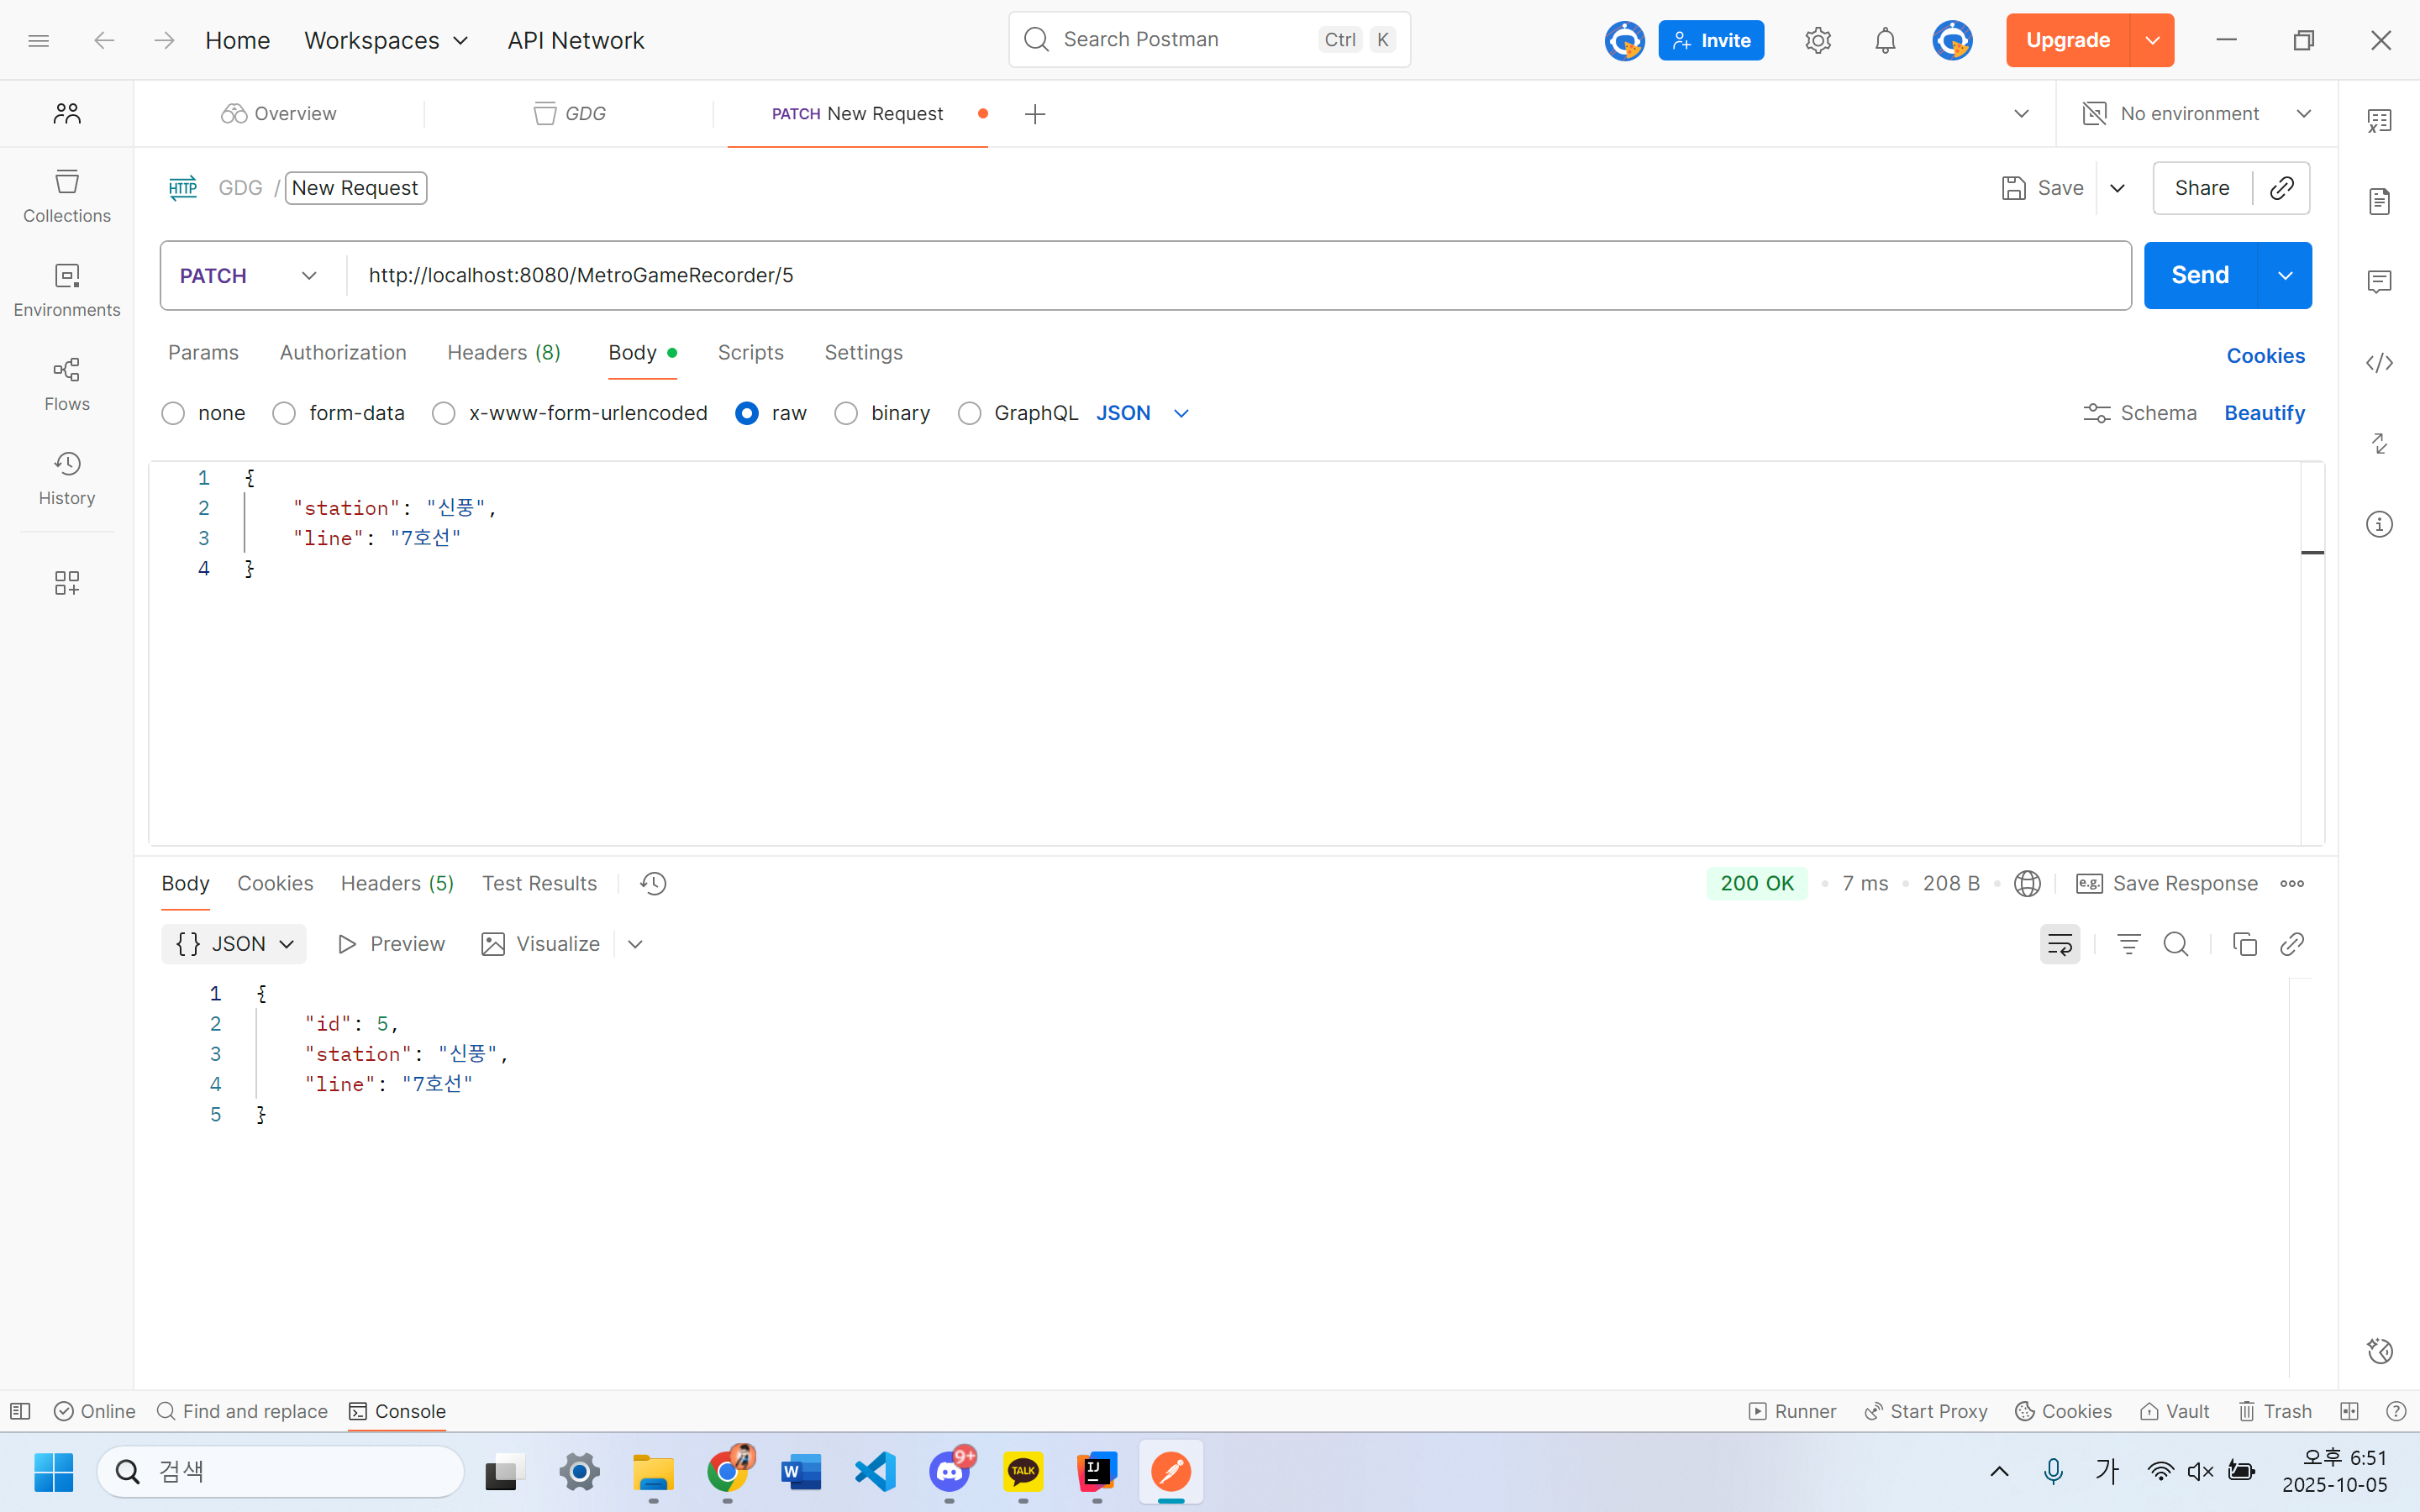 Home Workspaces API Network Search Postman Ctrl K Invite Upgrade
Overview GDG PATCH New Request No environment
HTTP GDG / New Request Save Share
PATCH http://localhost:8080/MetroGameRecorder/5 Send
Collections
Environments
Flows
History
Params Authorization Headers (8) Body Scripts Settings Cookies
none form-data x-www-form-urlencoded raw binary GraphQL JSON Schema Beautify
1 {
2 "station": "신풍",
3 "line": "7호선"
4 }
Body Cookies Headers (5) Test Results 200 OK 7 ms 208 B e.g. Save Response
{} JSON Preview Visualize
1 {
2 "id": 5,
3 "station": "신풍",
4 "line": "7호선"
5 }
Online Find and replace Console Runner Start Proxy Cookies Vault Trash
검색 W 9+ TALK IJ 가 오후 6:51
2025-10-05